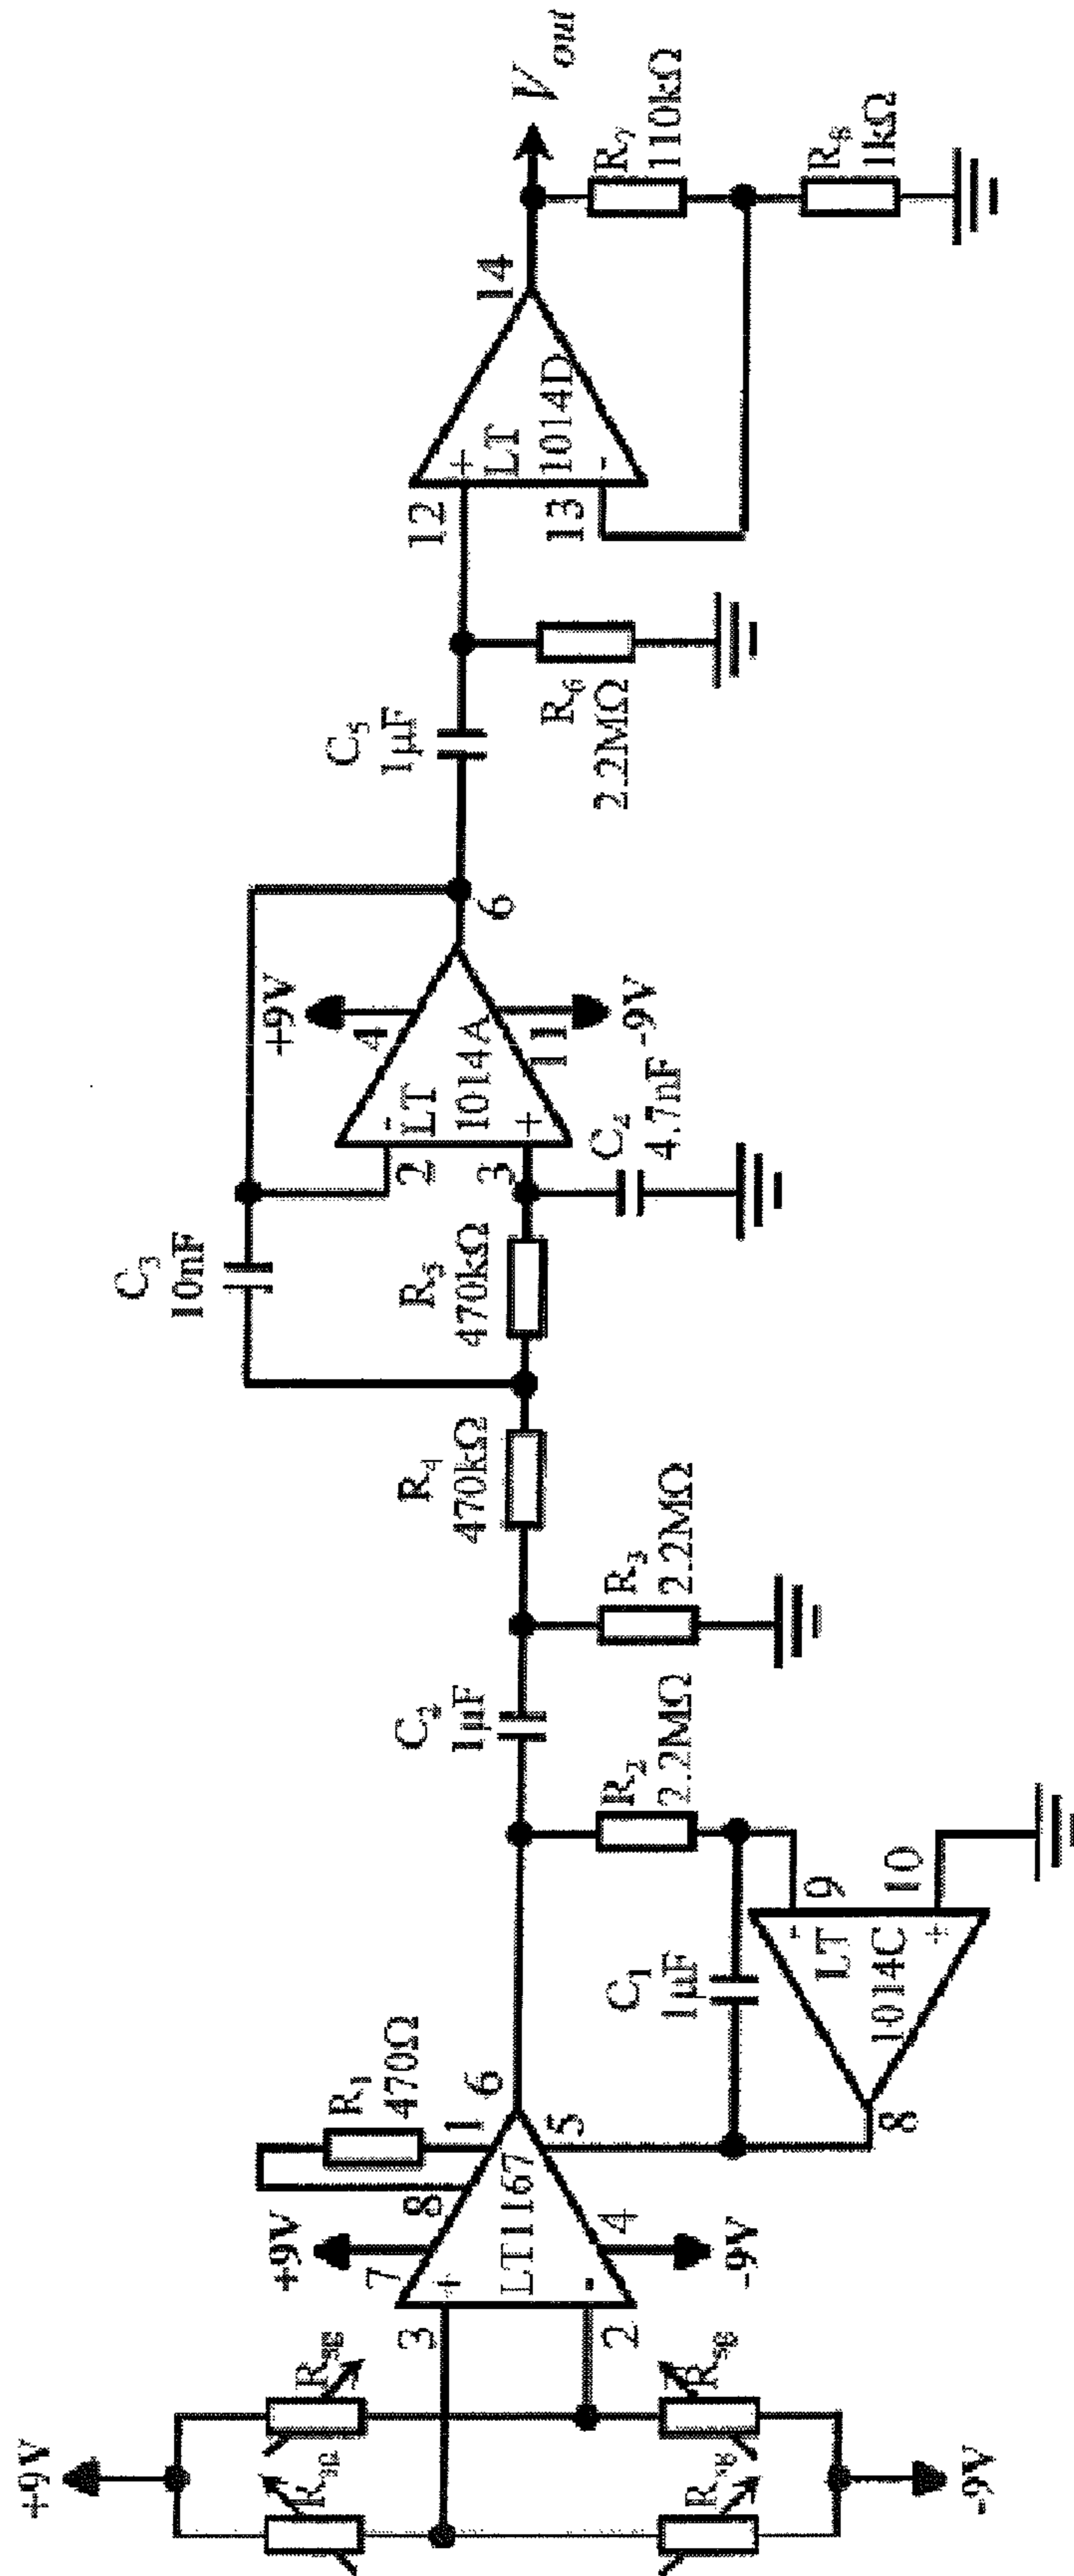 +9V
-9V
3
2
7
+9V
8
1
R1
470Ω
+
-
LT1167
6
5
4
-9V
C1
1μF
8
-
9
LT
1014C
+
10
R2
2.2MΩ
C2
1μF
R3
2.2MΩ
R4
470kΩ
C3
10nF
R5
470kΩ
2
3
-
LT
1014A
+
4
+9V
11
-9V
6
4.7nF
C5
1μF
R6
2.2MΩ
12
13
+
LT
1014D
-
14
Vout
R7
110kΩ
R8
1kΩ